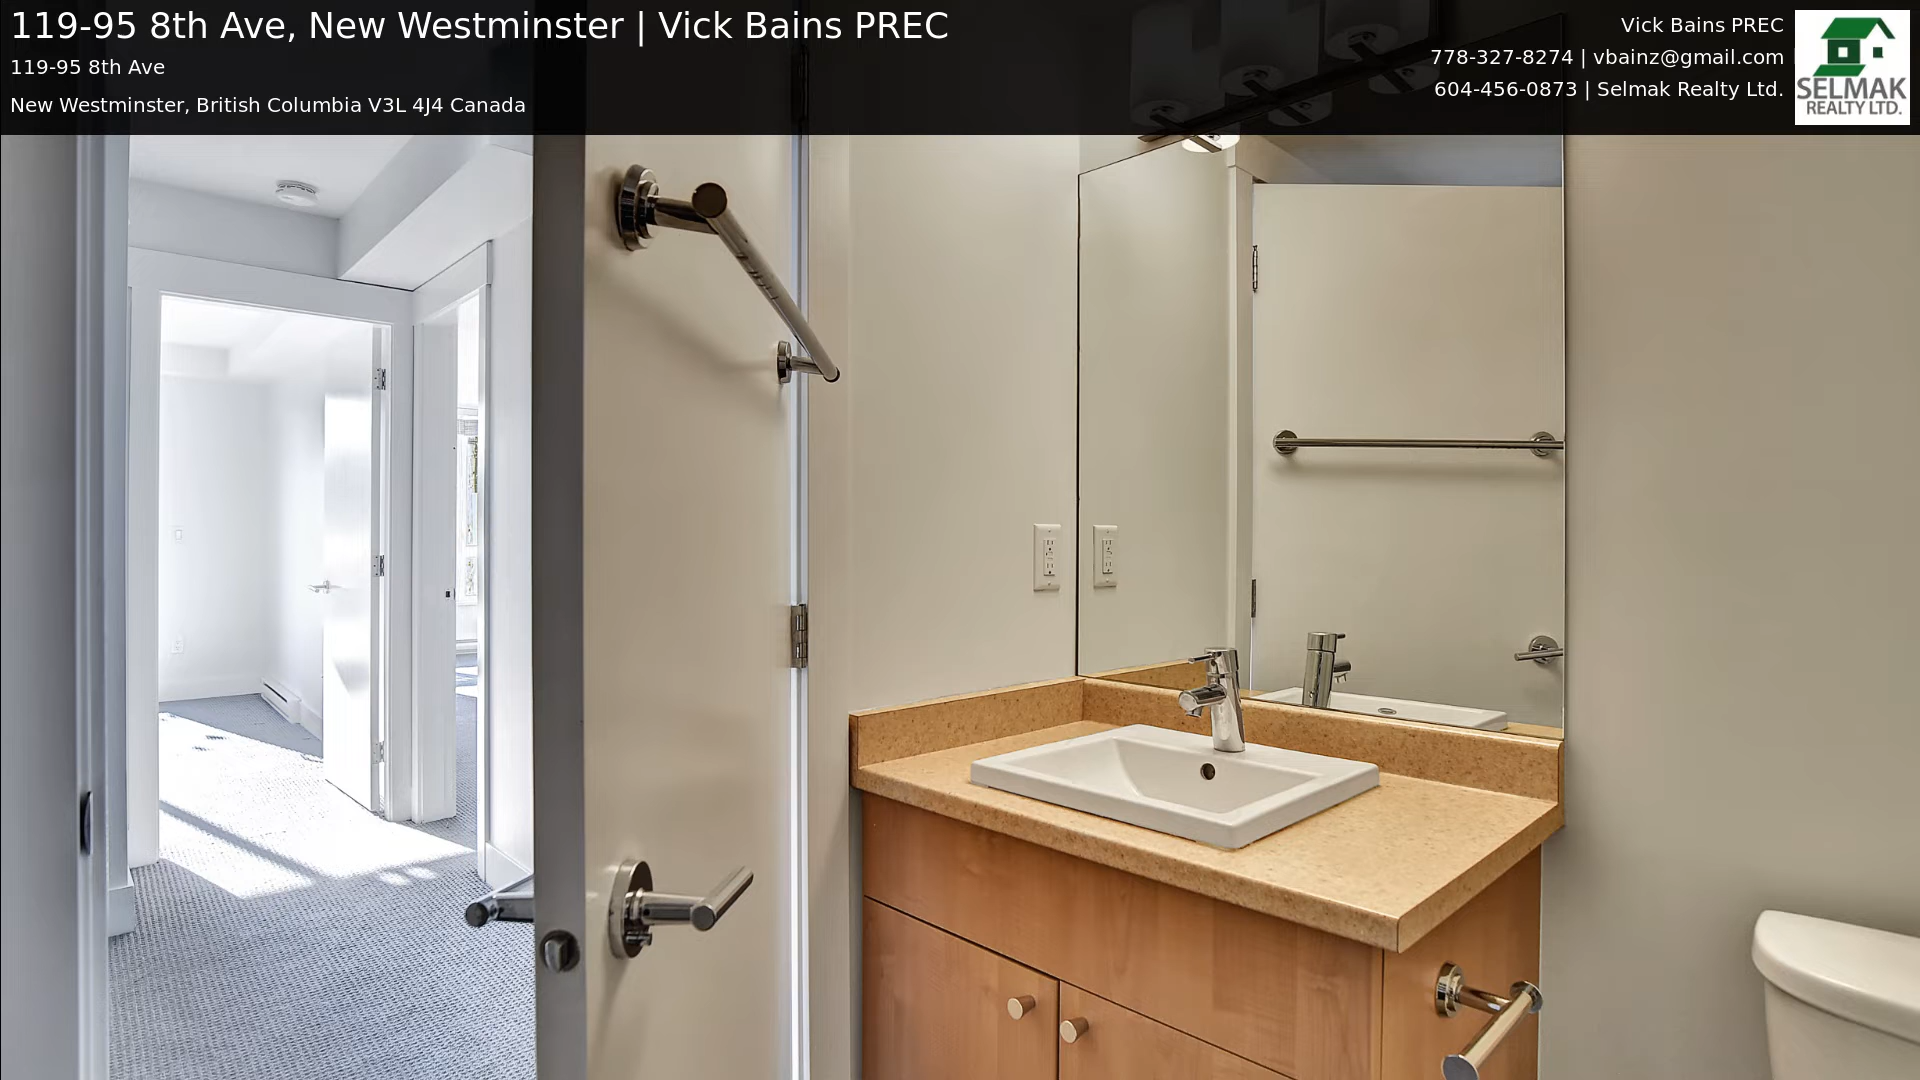 119-95 8th Ave, New Westminster | Vick Bains PREC
119-95 8th Ave
New Westminster, British Columbia V3L 4J4 Canada
Vick Bains PREC
778-327-8274 | vbainz@gmail.com
604-456-0873 | Selmak Realty Ltd.
SELMAK
REALTY LTD.